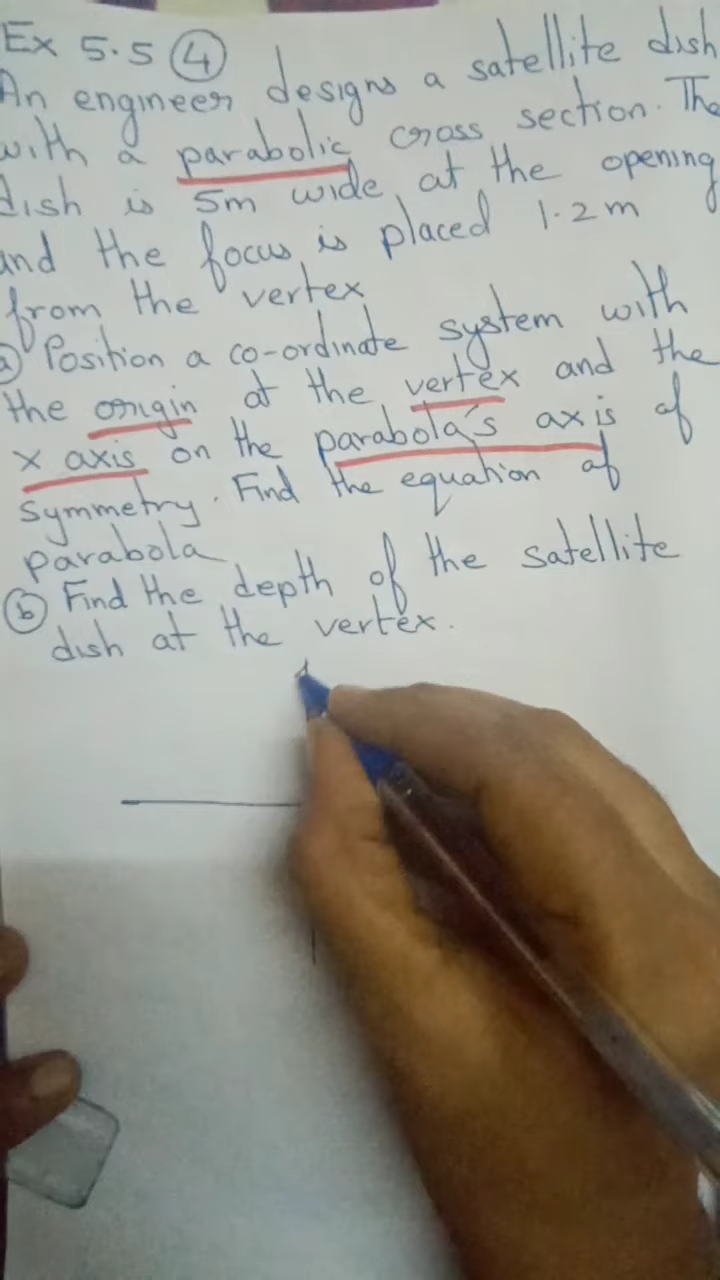 Ex 5.5 4
An engineer designs a satellite dish
with a parabolic cross section. The
dish is 5m wide at the opening
and the focus is placed 1.2m
from the vertex
a Position a co-ordinate system with
the origin at the vertex and the
x axis on the parabola's axis of
symmetry. Find the equation of
parabola
b Find the depth of the satellite
dish at the vertex.